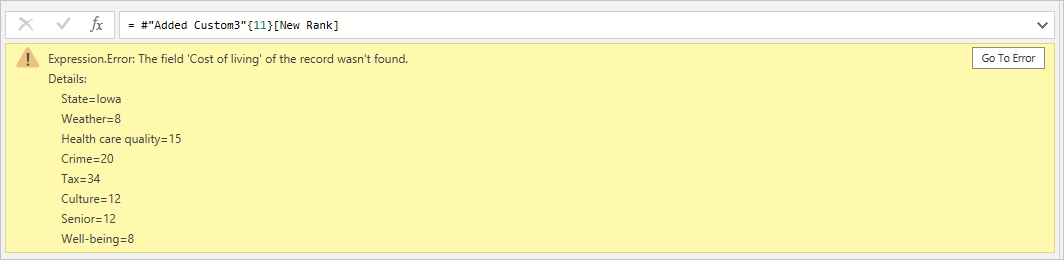 fx = #"Added Custom3"{11}[New Rank]
Expression.Error: The field 'Cost of living' of the record wasn't found. Go To Error
Details:
State=Iowa
Weather=8
Health care quality=15
Crime=20
Tax=34
Culture=12
Senior=12
Well-being=8